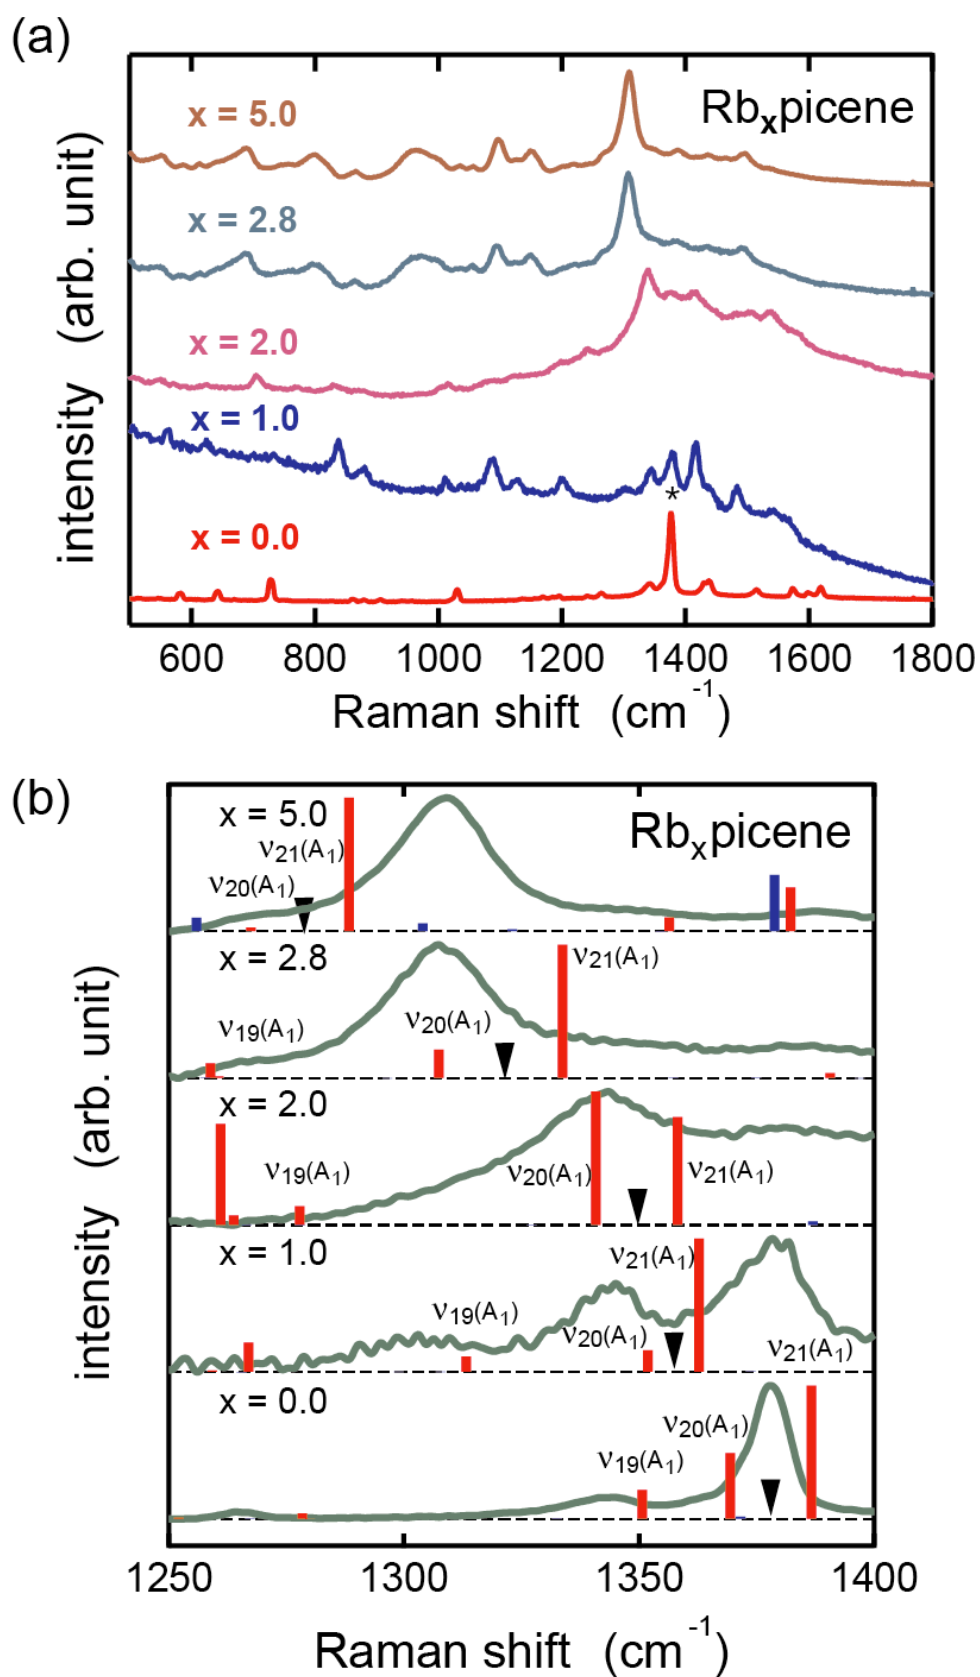 (a)
Rbₓpicene
x = 5.0
x = 2.8
x = 2.0
x = 1.0
*
x = 0.0
intensity (arb. unit)
600 800 1000 1200 1400 1600 1800
Raman shift (cm⁻¹)
(b)
Rbₓpicene
x = 5.0
ν₂₁(A₁)
ν₂₀(A₁)
x = 2.8
ν₂₁(A₁)
ν₂₀(A₁)
ν₁₉(A₁)
x = 2.0
ν₁₉(A₁)
ν₂₀(A₁)
ν₂₁(A₁)
x = 1.0
ν₂₁(A₁)
ν₁₉(A₁)
ν₂₀(A₁)
ν₂₁(A₁)
x = 0.0
ν₂₀(A₁)
ν₁₉(A₁)
intensity (arb. unit)
1250 1300 1350 1400
Raman shift (cm⁻¹)